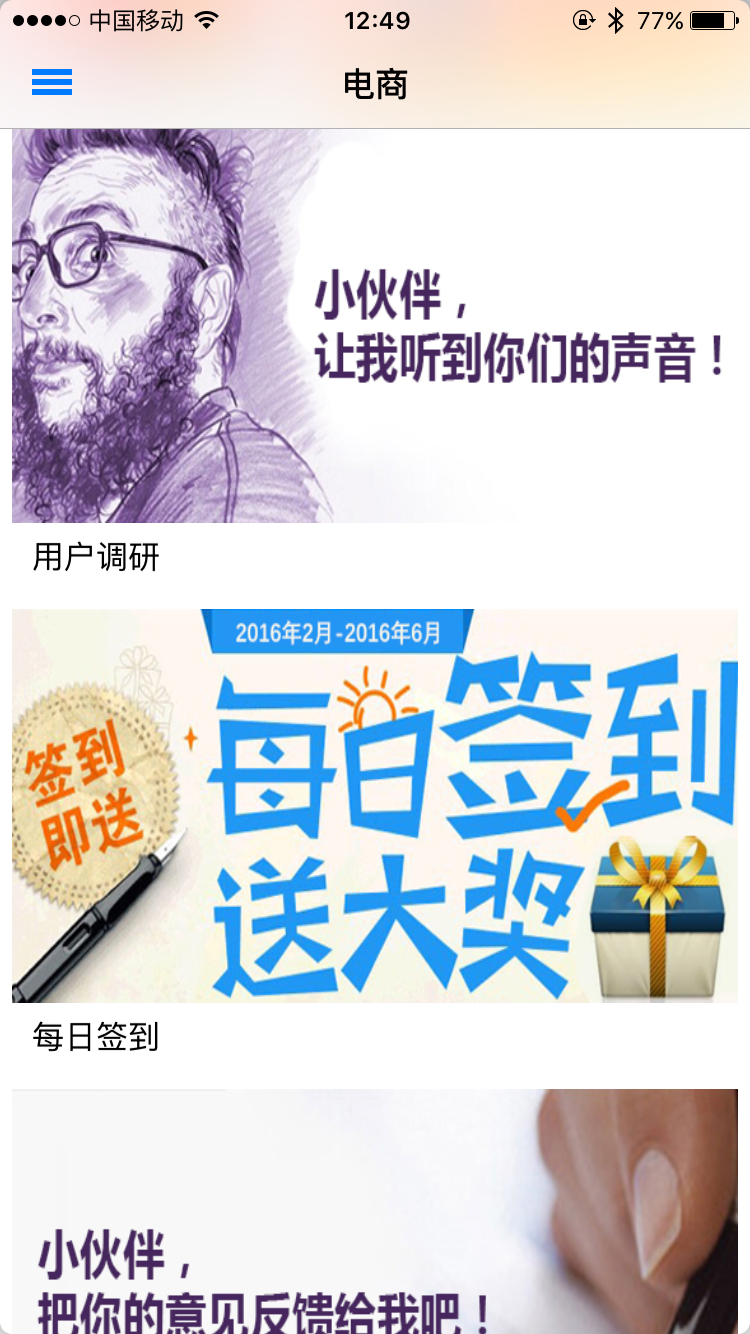 中国移动
12:49
77%
电商
小伙伴，
让我听到你们的声音！
用户调研
2016年2月-2016年6月
签到
即送
每日签到
送大奖
每日签到
小伙伴，
把你的意见反馈给我吧！